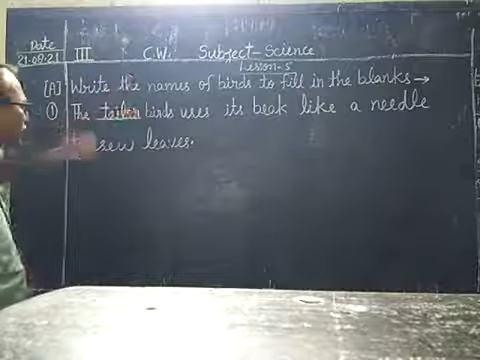 Date
21·09·21 III C.W. Subject-Science
Lesson-5
[A] Write the names of birds to fill in the blanks →
① The tailor birds uses its beak like a needle
sew leaves.